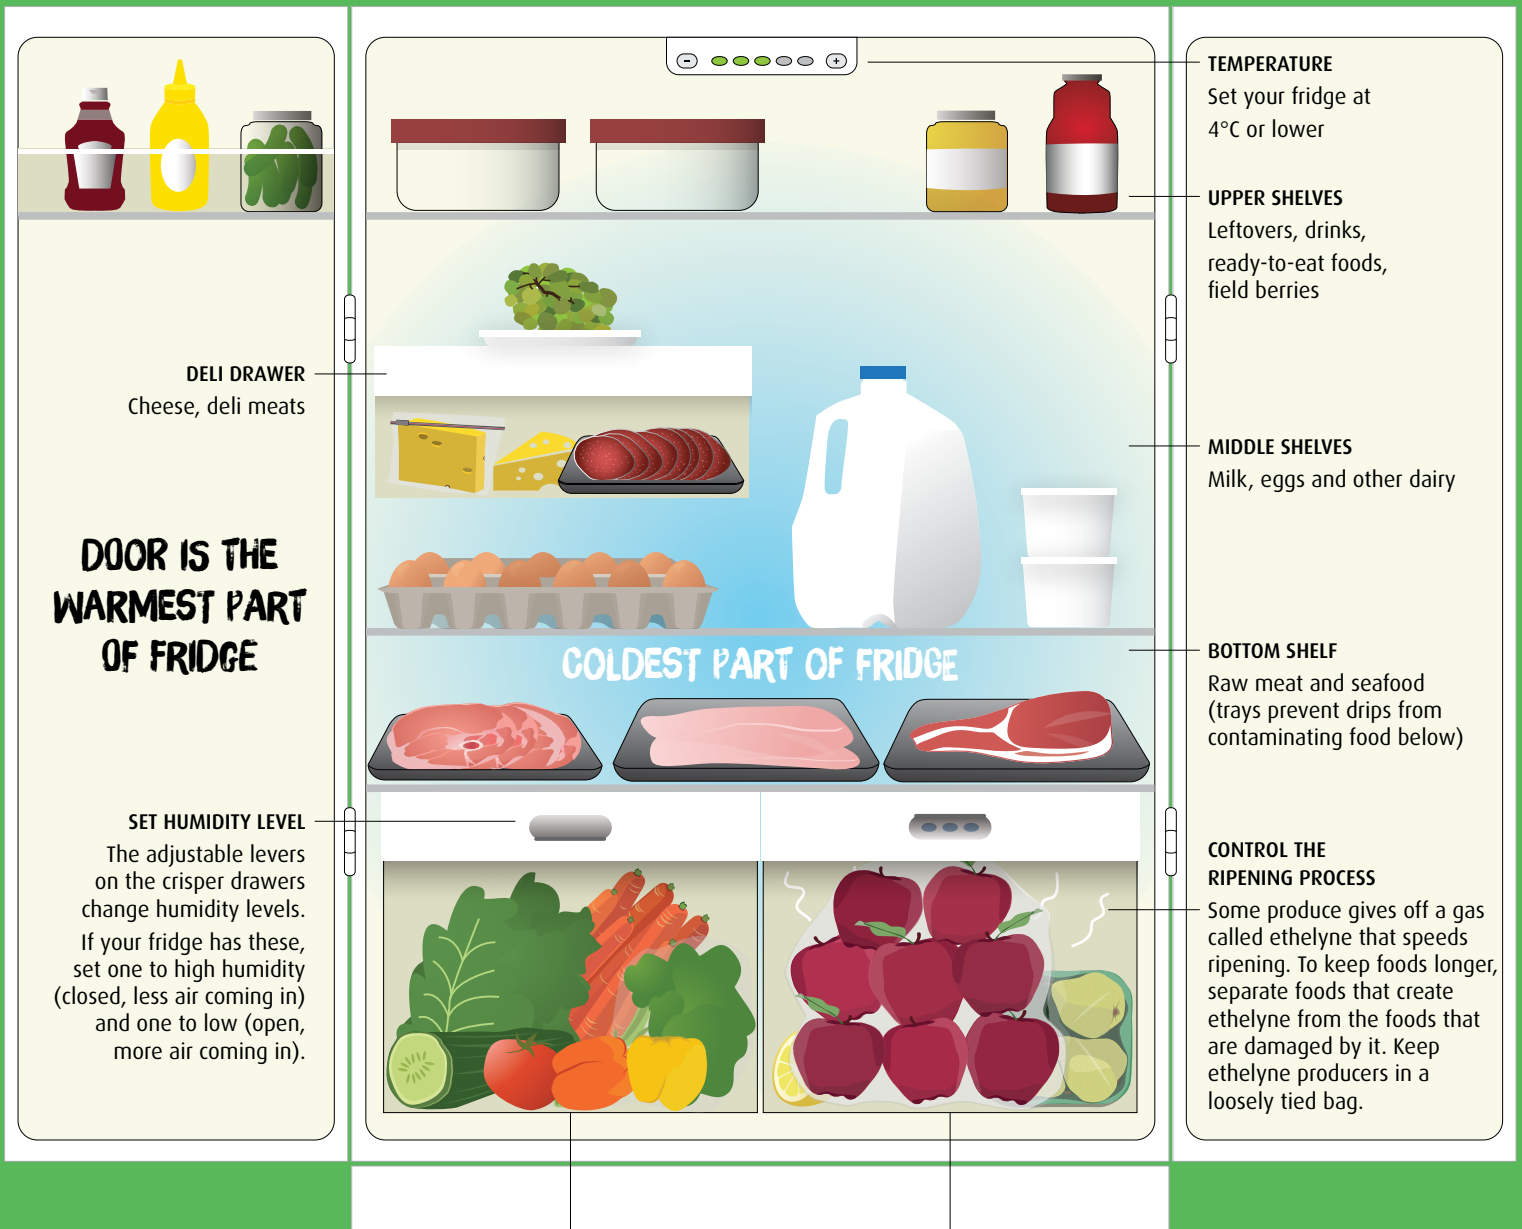 TEMPERATURE
Set your fridge at
4°C or lower
UPPER SHELVES
Leftovers, drinks,
ready-to-eat foods,
field berries
DELI DRAWER
Cheese, deli meats
MIDDLE SHELVES
Milk, eggs and other dairy
DOOR IS THE
WARMEST PART
OF FRIDGE
COLDEST PART OF FRIDGE
BOTTOM SHELF
Raw meat and seafood
(trays prevent drips from
contaminating food below)
SET HUMIDITY LEVEL
The adjustable levers
on the crisper drawers
change humidity levels.
If your fridge has these,
set one to high humidity
(closed, less air coming in)
and one to low (open,
more air coming in).
CONTROL THE
RIPENING PROCESS
Some produce gives off a gas
called ethelyne that speeds
ripening. To keep foods longer,
separate foods that create
ethelyne from the foods that
are damaged by it. Keep
ethelyne producers in a
loosely tied bag.